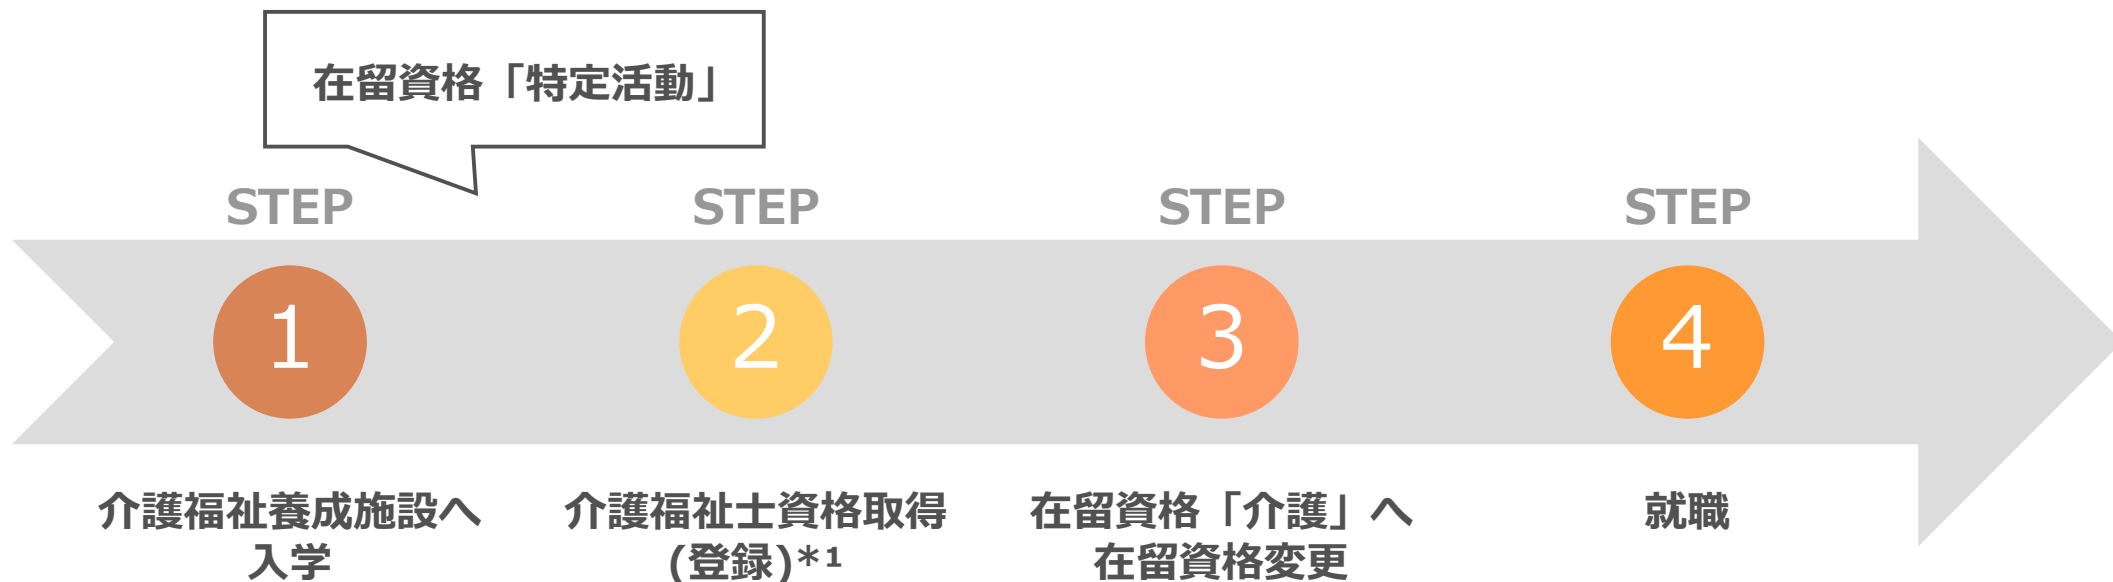 在留資格「特定活動」
STEP
STEP
STEP
STEP
1
2
3
4
介護福祉養成施設へ
入学
介護福祉士資格取得
(登録)*1
在留資格「介護」へ
在留資格変更
就職